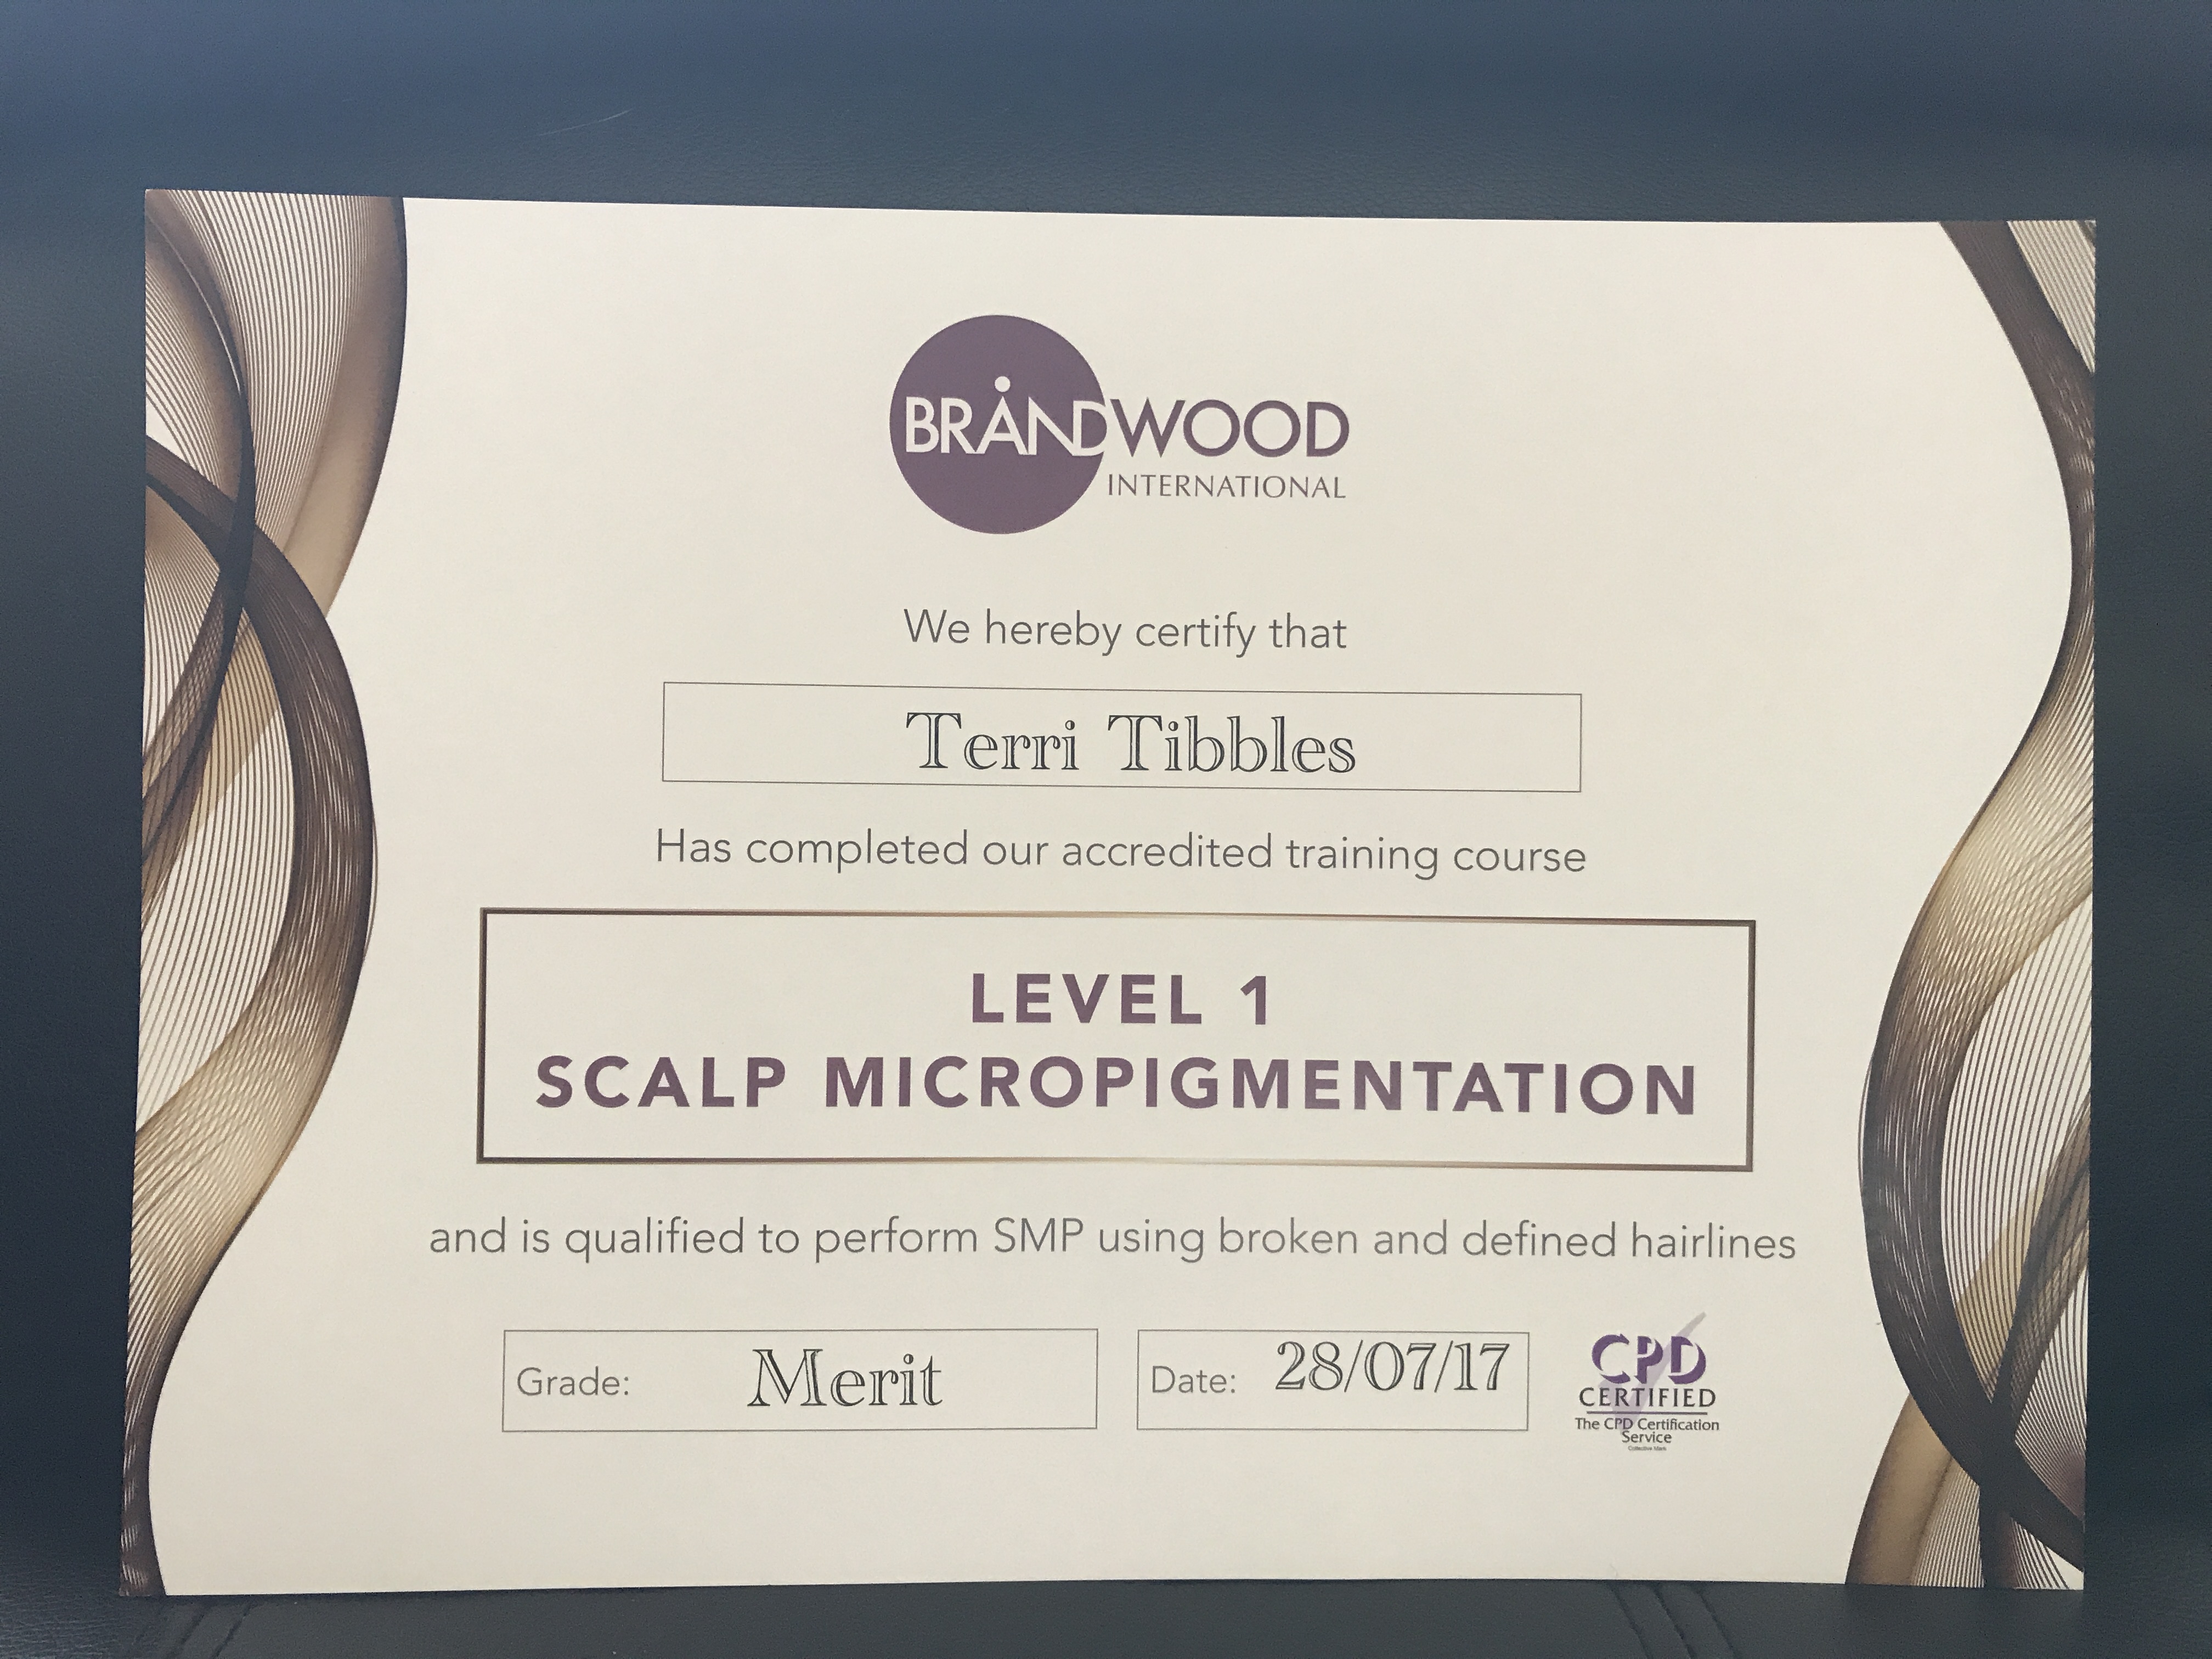 BRANDWOOD
INTERNATIONAL
We hereby certify that
Terri Tibbles
Has completed our accredited training course
LEVEL 1
SCALP MICROPIGMENTATION
and is qualified to perform SMP using broken and defined hairlines
Grade: Merit
Date: 28/07/17
CPD
CERTIFIED
The CPD Certification
Service
Collective Mark